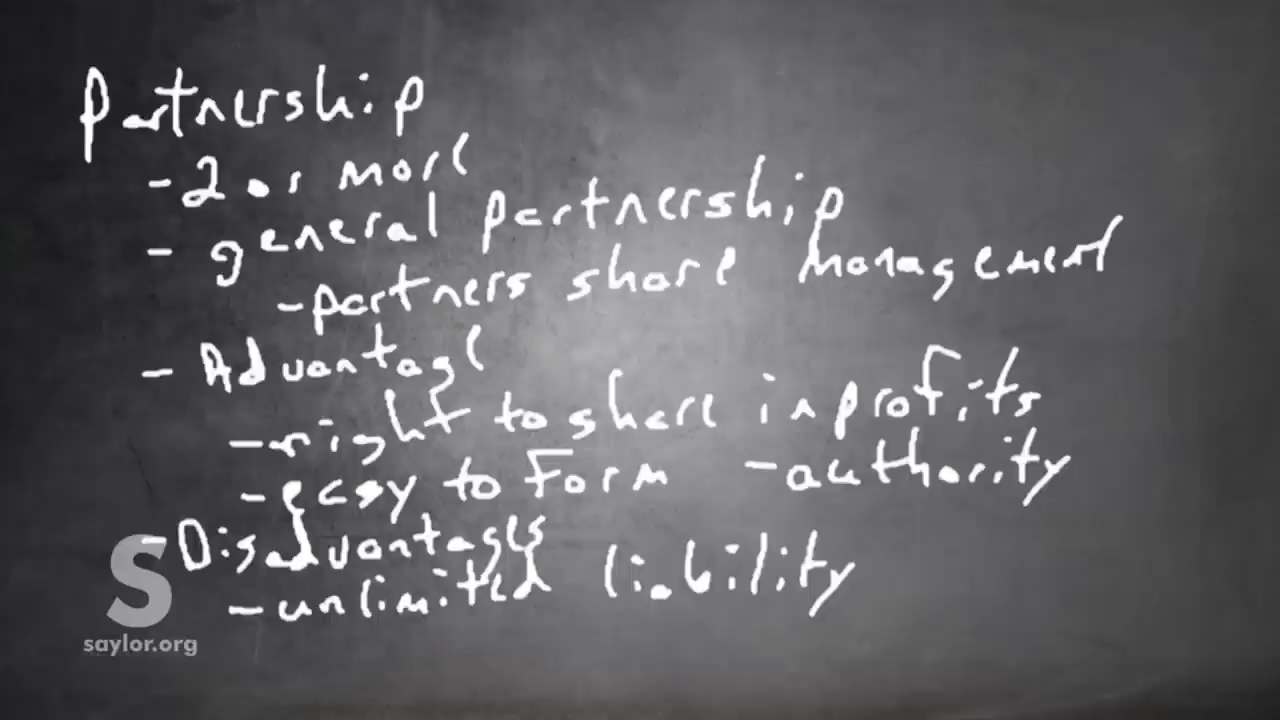 Partnership
- 2 or more
- general partnership
- partners share management
- Advantage
- right to share in profits
- easy to form - authority
- Disadvantages
- unlimited liability
S
saylor.org